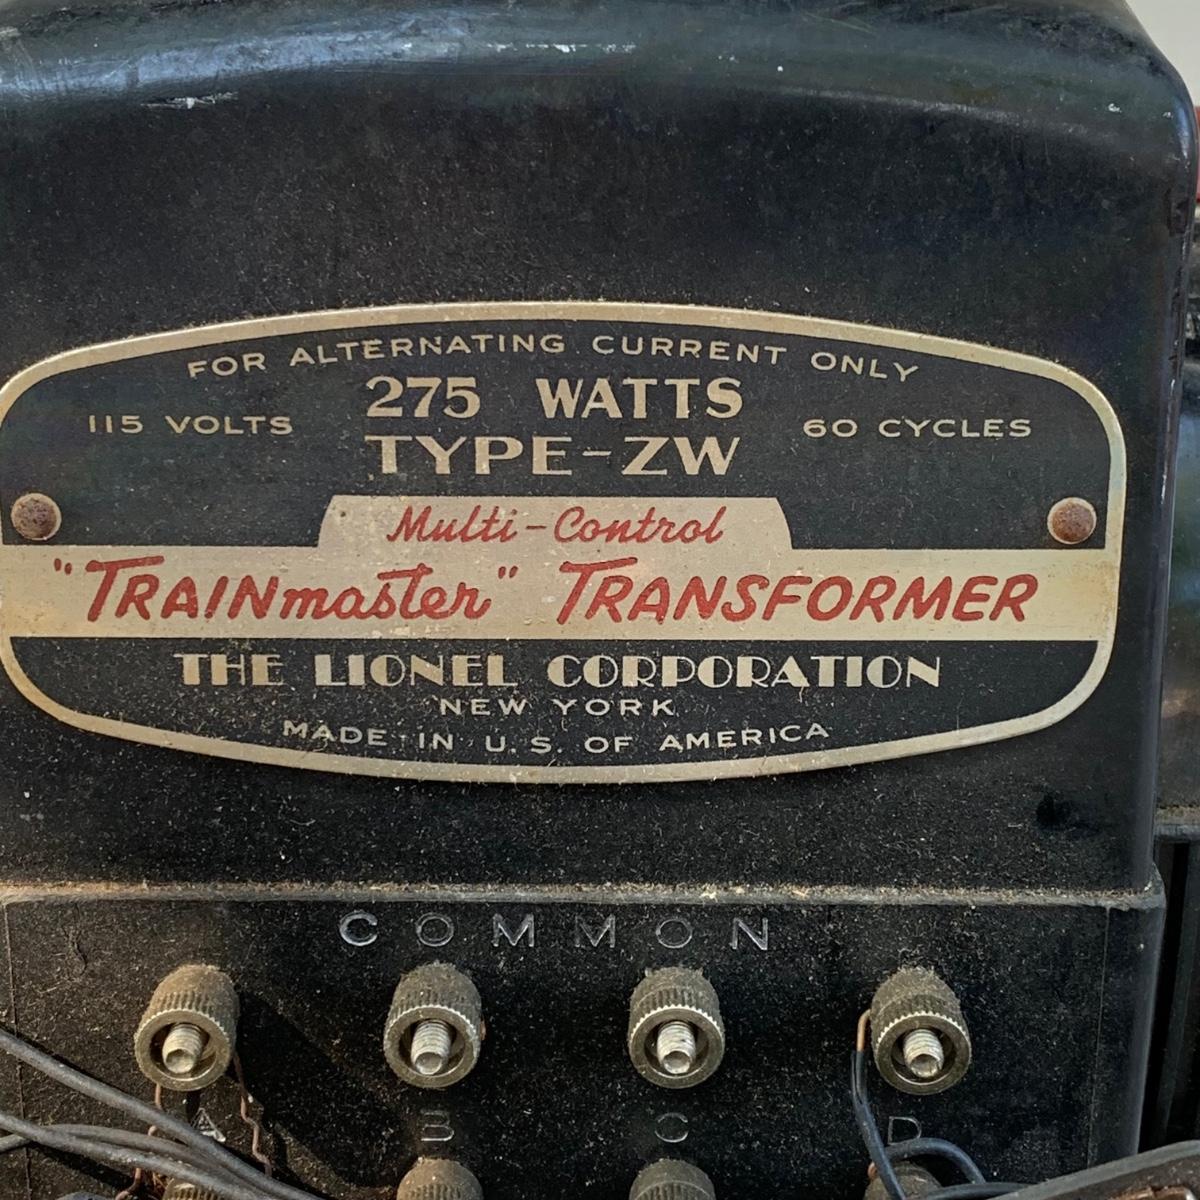 FOR ALTERNATING CURRENT ONLY
275 WATTS
115 VOLTS
60 CYCLES
TYPE-ZW
Multi-Control
"TRAINmaster" TRANSFORMER
THE LIONEL CORPORATION
NEW YORK
MADE IN U.S. OF AMERICA
COMMON
A B C D